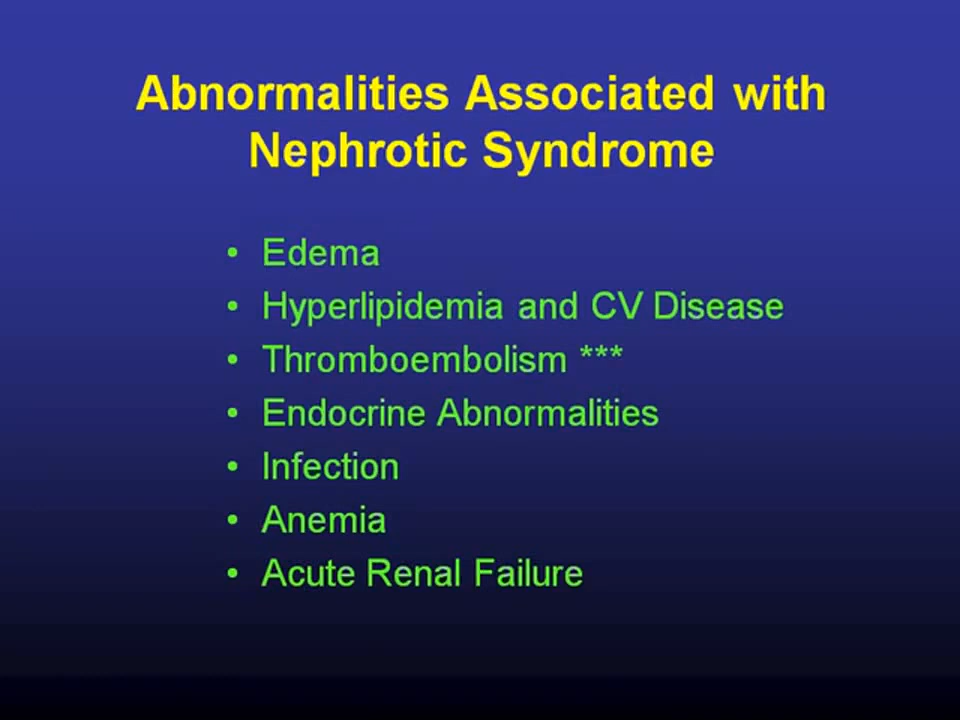 Abnormalities Associated with
Nephrotic Syndrome
• Edema
• Hyperlipidemia and CV Disease
• Thromboembolism ***
• Endocrine Abnormalities
• Infection
• Anemia
• Acute Renal Failure